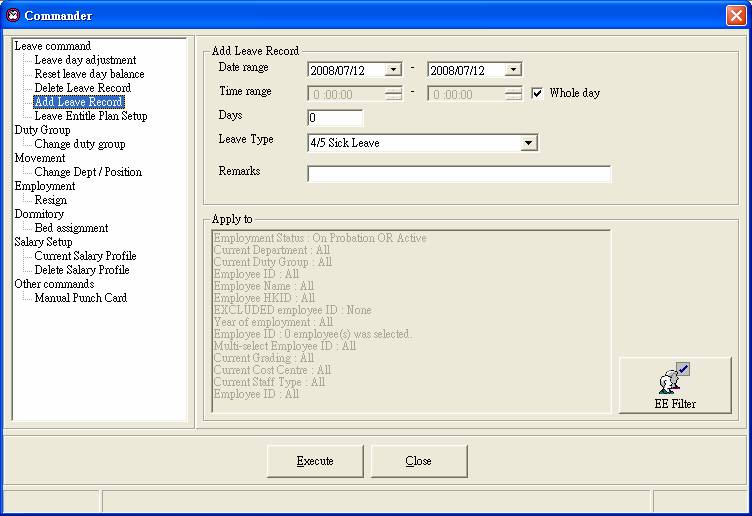 Commander
Leave command
Leave day adjustment
Reset leave day balance
Delete Leave Record
Add Leave Record
Leave Entitle Plan Setup
Duty Group
Change duty group
Movement
Change Dept / Position
Employment
Resign
Dormitory
Bed assignment
Salary Setup
Current Salary Profile
Delete Salary Profile
Other commands
Manual Punch Card
Add Leave Record
Date range 2008/07/12 - 2008/07/12
Time range 0 :00:00 - 0 :00:00 Whole day
Days 0
Leave Type 4/5 Sick Leave
Remarks
Apply to
Employment Status : On Probation OR Active
Current Department : All
Current Duty Group : All
Employee ID : All
Employee Name : All
Employee HKID : All
EXCLUDED employee ID : None
Year of employment : All
Employee ID : 0 employee(s) was selected.
Multi-select Employee ID : All
Current Grading : All
Current Cost Centre : All
Current Staff Type : All
Employee ID : All
EE Filter
Execute Close